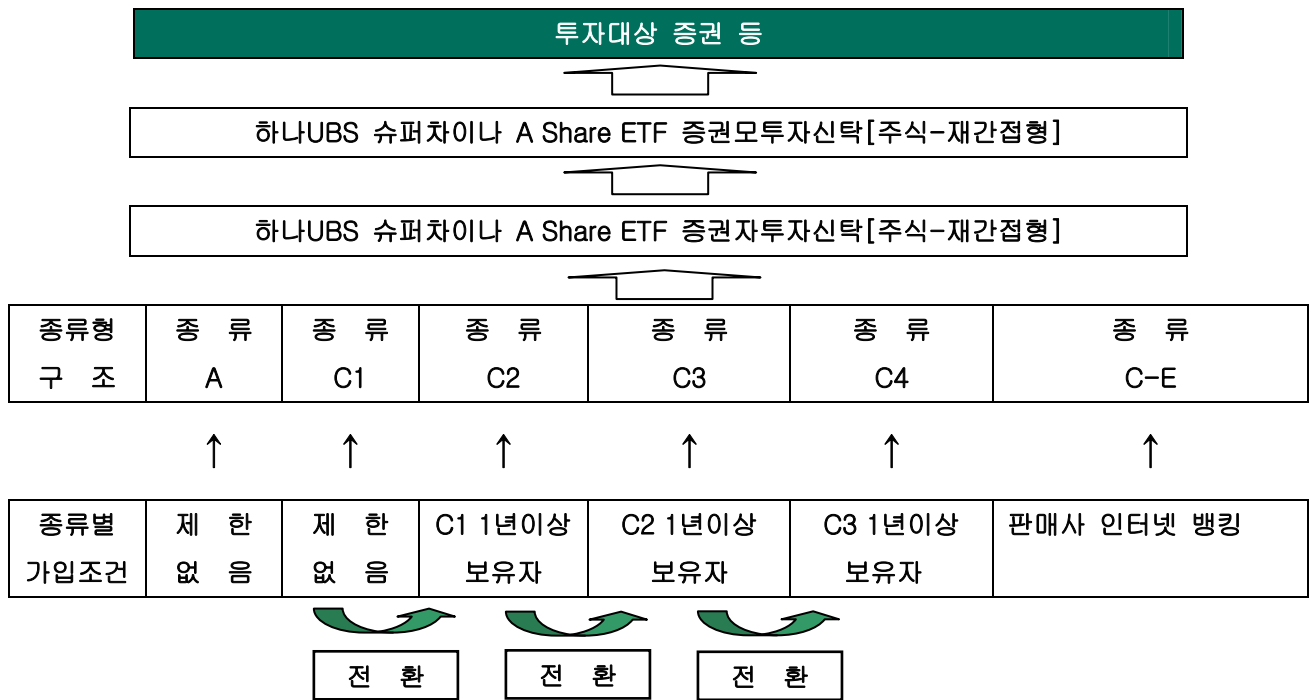 투자대상 증권 등
하나UBS 슈퍼차이나 A Share ETF 증권모투자신탁[주식-재간접형]
하나UBS 슈퍼차이나 A Share ETF 증권자투자신탁[주식-재간접형]
종류형 종 류 종 류 종 류 종 류 종 류 종 류
구 조 A C1 C2 C3 C4 C-E
↑ ↑ ↑ ↑ ↑ ↑
종류별 제 한 제 한 C1 1년이상 C2 1년이상 C3 1년이상 판매사 인터넷 뱅킹
가입조건 없 음 없 음 보유자 보유자 보유자
전 환 전 환 전 환